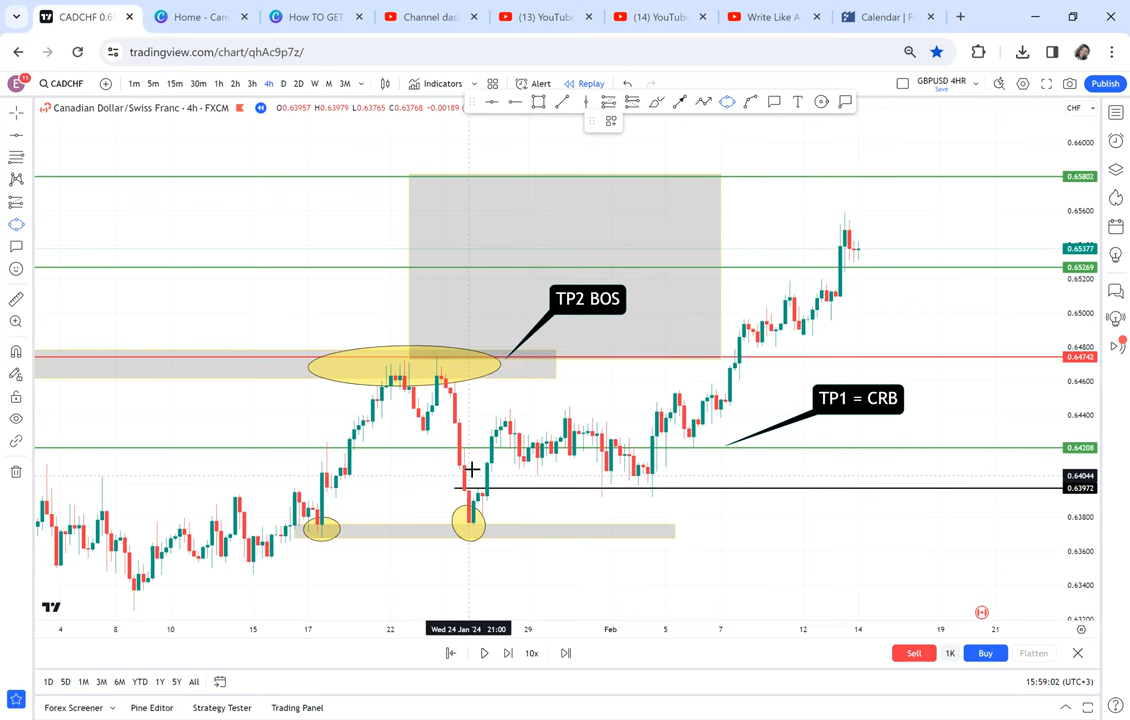 CADCHF 0.65
Home - Can
How TO GET
Channel das
(13) YouTube
(14) YouTub
Write Like A
Calendar | F
tradingview.com/chart/qhAc9p7z/
E
11
CADCHF
1m 5m 15m 30m 1h 2h 3h 4h D 2D W M 3M
Indicators
Alert
Replay
GBPUSD 4HR
Save
Publish
Canadian Dollar/Swiss Franc · 4h · FXCM
O0.63957 H0.63979 L0.63765 C0.63768 -0.00189
CHF
0.66000
0.65802
0.65600
0.65377
0.65269
0.65000
0.64800
0.64742
0.64600
0.64400
0.64208
0.64044
0.63972
0.63800
0.63600
0.63400
0.63200
TP2 BOS
TP1 = CRB
4 8 10 15 17 22 Wed 24 Jan '24 21:00 29 Feb 5 7 12 14 19 21
10x
Sell 1K Buy Flatten
1D 5D 1M 3M 6M YTD 1Y 5Y All
15:59:02 (UTC+3)
Forex Screener Pine Editor Strategy Tester Trading Panel